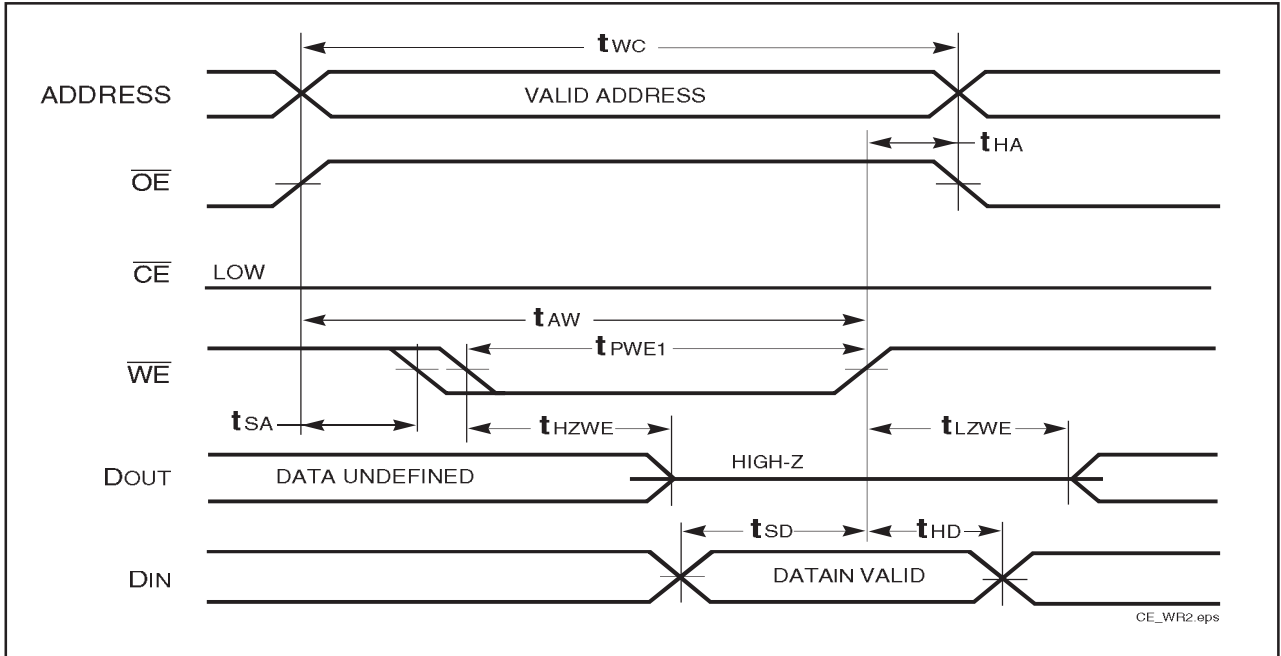 tWC
ADDRESS
VALID ADDRESS
tHA
OE
CE
LOW
tAW
tPWE1
WE
tSA
tHZWE
tLZWE
DOUT
DATA UNDEFINED
HIGH-Z
tSD
tHD
DIN
DATAIN VALID
CE_WR2.eps